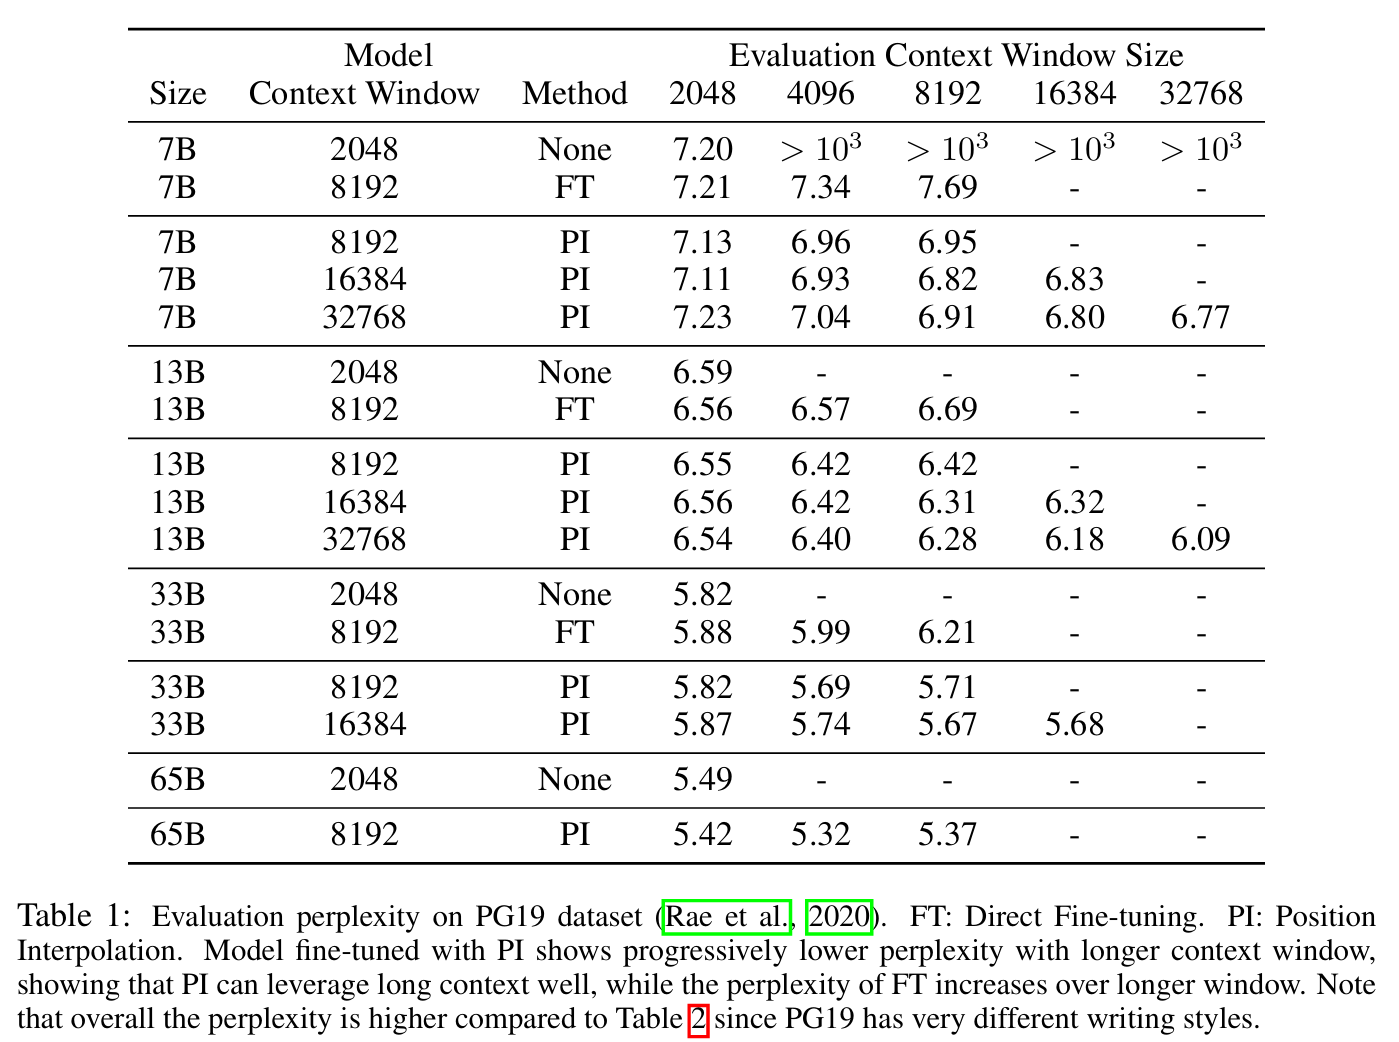 Model Evaluation Context Window Size
Size Context Window Method 2048 4096 8192 16384 32768
7B 2048 None 7.20 > 10³ > 10³ > 10³ > 10³
7B 8192 FT 7.21 7.34 7.69 - -
7B 8192 PI 7.13 6.96 6.95 - -
7B 16384 PI 7.11 6.93 6.82 6.83 -
7B 32768 PI 7.23 7.04 6.91 6.80 6.77
13B 2048 None 6.59 - - - -
13B 8192 FT 6.56 6.57 6.69 - -
13B 8192 PI 6.55 6.42 6.42 - -
13B 16384 PI 6.56 6.42 6.31 6.32 -
13B 32768 PI 6.54 6.40 6.28 6.18 6.09
33B 2048 None 5.82 - - - -
33B 8192 FT 5.88 5.99 6.21 - -
33B 8192 PI 5.82 5.69 5.71 - -
33B 16384 PI 5.87 5.74 5.67 5.68 -
65B 2048 None 5.49 - - - -
65B 8192 PI 5.42 5.32 5.37 - -
Table 1: Evaluation perplexity on PG19 dataset (Rae et al., 2020). FT: Direct Fine-tuning. PI: Position
Interpolation. Model fine-tuned with PI shows progressively lower perplexity with longer context window,
showing that PI can leverage long context well, while the perplexity of FT increases over longer window. Note
that overall the perplexity is higher compared to Table 2 since PG19 has very different writing styles.